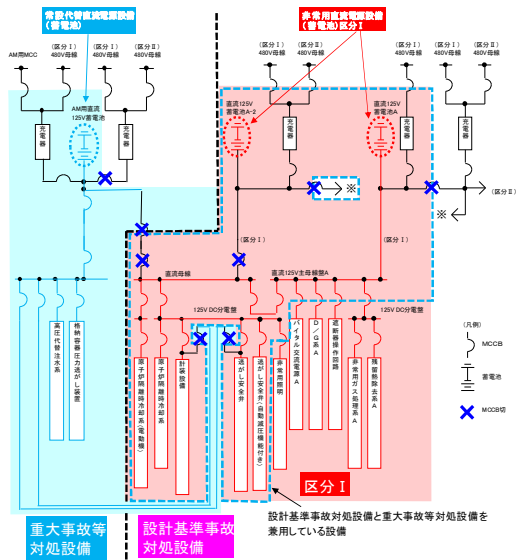 常設代替直流電源設備
(蓄電池)
非常用直流電源設備
(蓄電池)区分Ⅰ
AM用MCC
(区分Ⅰ)
480V母線
(区分Ⅱ)
480V母線
(区分Ⅰ)
480V母線
(区分Ⅱ)
480V母線
(区分Ⅰ)
480V母線
(区分Ⅰ)
480V母線
(区分Ⅱ)
480V母線
AM用直流
125V蓄電池
直流125V
蓄電池A-2
直流125V
蓄電池A
充電器
充電器
充電器
充電器
充電器
※
※
(区分Ⅱ)
(区分Ⅰ)
(区分Ⅰ)
直流母線
直流125V主母線盤A
125V DC分電盤
125V DC分電盤
高圧代替注水系
格納容器圧力逃がし装置
原子炉隔離時冷却系(電動機)
原子炉隔離時冷却系
計装設備
逃がし安全弁
逃がし安全弁(自動減圧機能付き)
非常用照明
バイタル交流電源A
D/G系A
遮断器操作回路
非常用ガス処理系A
残留熱除去系A
(凡例)
MCCB
蓄電池
MCCB切
区分Ⅰ
設計基準事故対処設備と重大事故等対処設備を
兼用している設備
重大事故等
対処設備
設計基準事故
対処設備